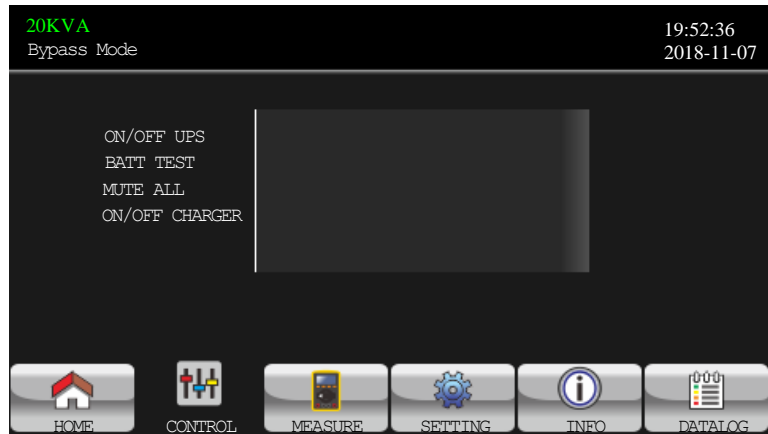 20KVA
Bypass Mode
19:52:36
2018-11-07
ON/OFF UPS
BATT TEST
MUTE ALL
ON/OFF CHARGER
HOME
CONTROL
MEASURE
SETTING
INFO
DATALOG